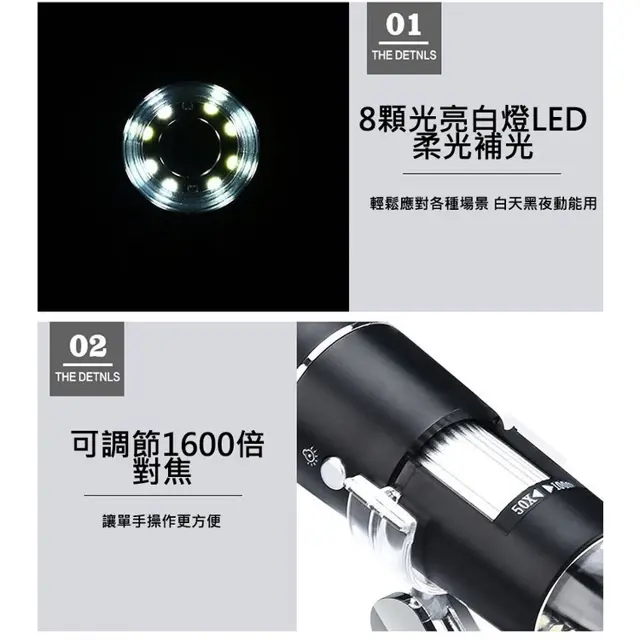 01
THE DETNLS
8顆光亮白燈LED
柔光補光
輕鬆應對各種場景 白天黑夜動能用
02
THE DETNLS
可調節1600倍
對焦
讓單手操作更方便
50X◀ ▶1000